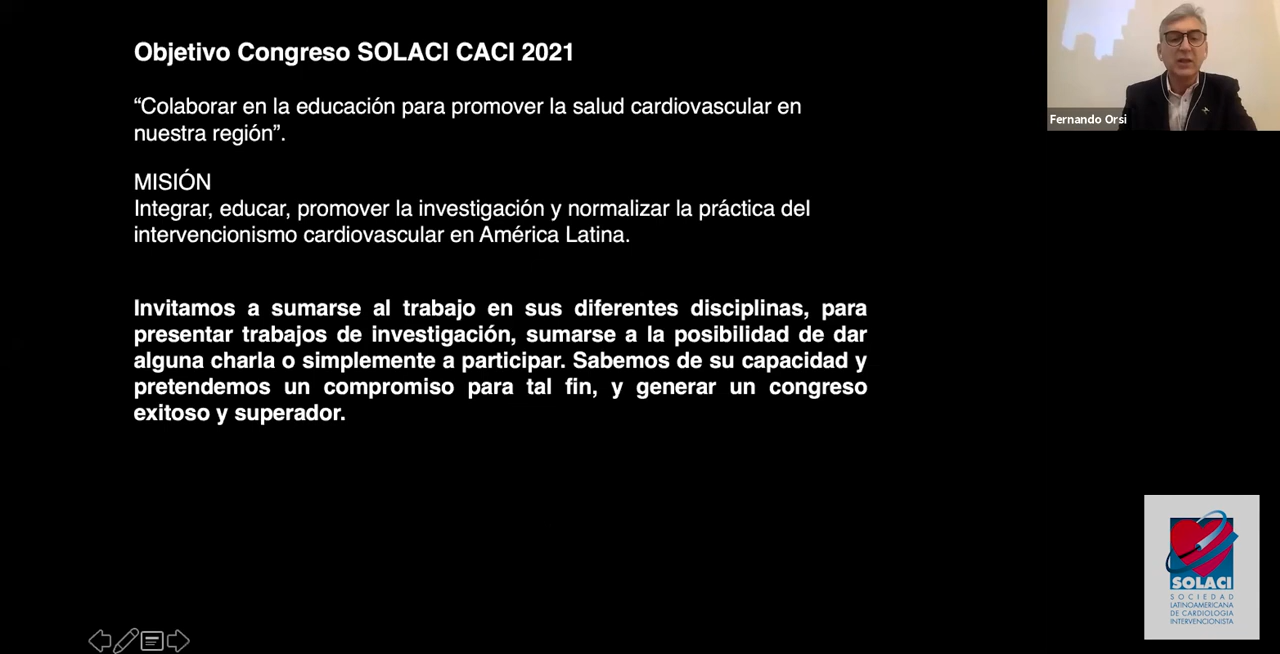 Objetivo Congreso SOLACI CACI 2021
“Colaborar en la educación para promover la salud cardiovascular en
nuestra región”.
MISIÓN
Integrar, educar, promover la investigación y normalizar la práctica del
intervencionismo cardiovascular en América Latina.
Invitamos a sumarse al trabajo en sus diferentes disciplinas, para
presentar trabajos de investigación, sumarse a la posibilidad de dar
alguna charla o simplemente a participar. Sabemos de su capacidad y
pretendemos un compromiso para tal fin, y generar un congreso
exitoso y superador.
Fernando Orsi
SOLACI
SOCIEDAD
LATINOAMERICANA
DE CARDIOLOGIA
INTERVENCIONISTA